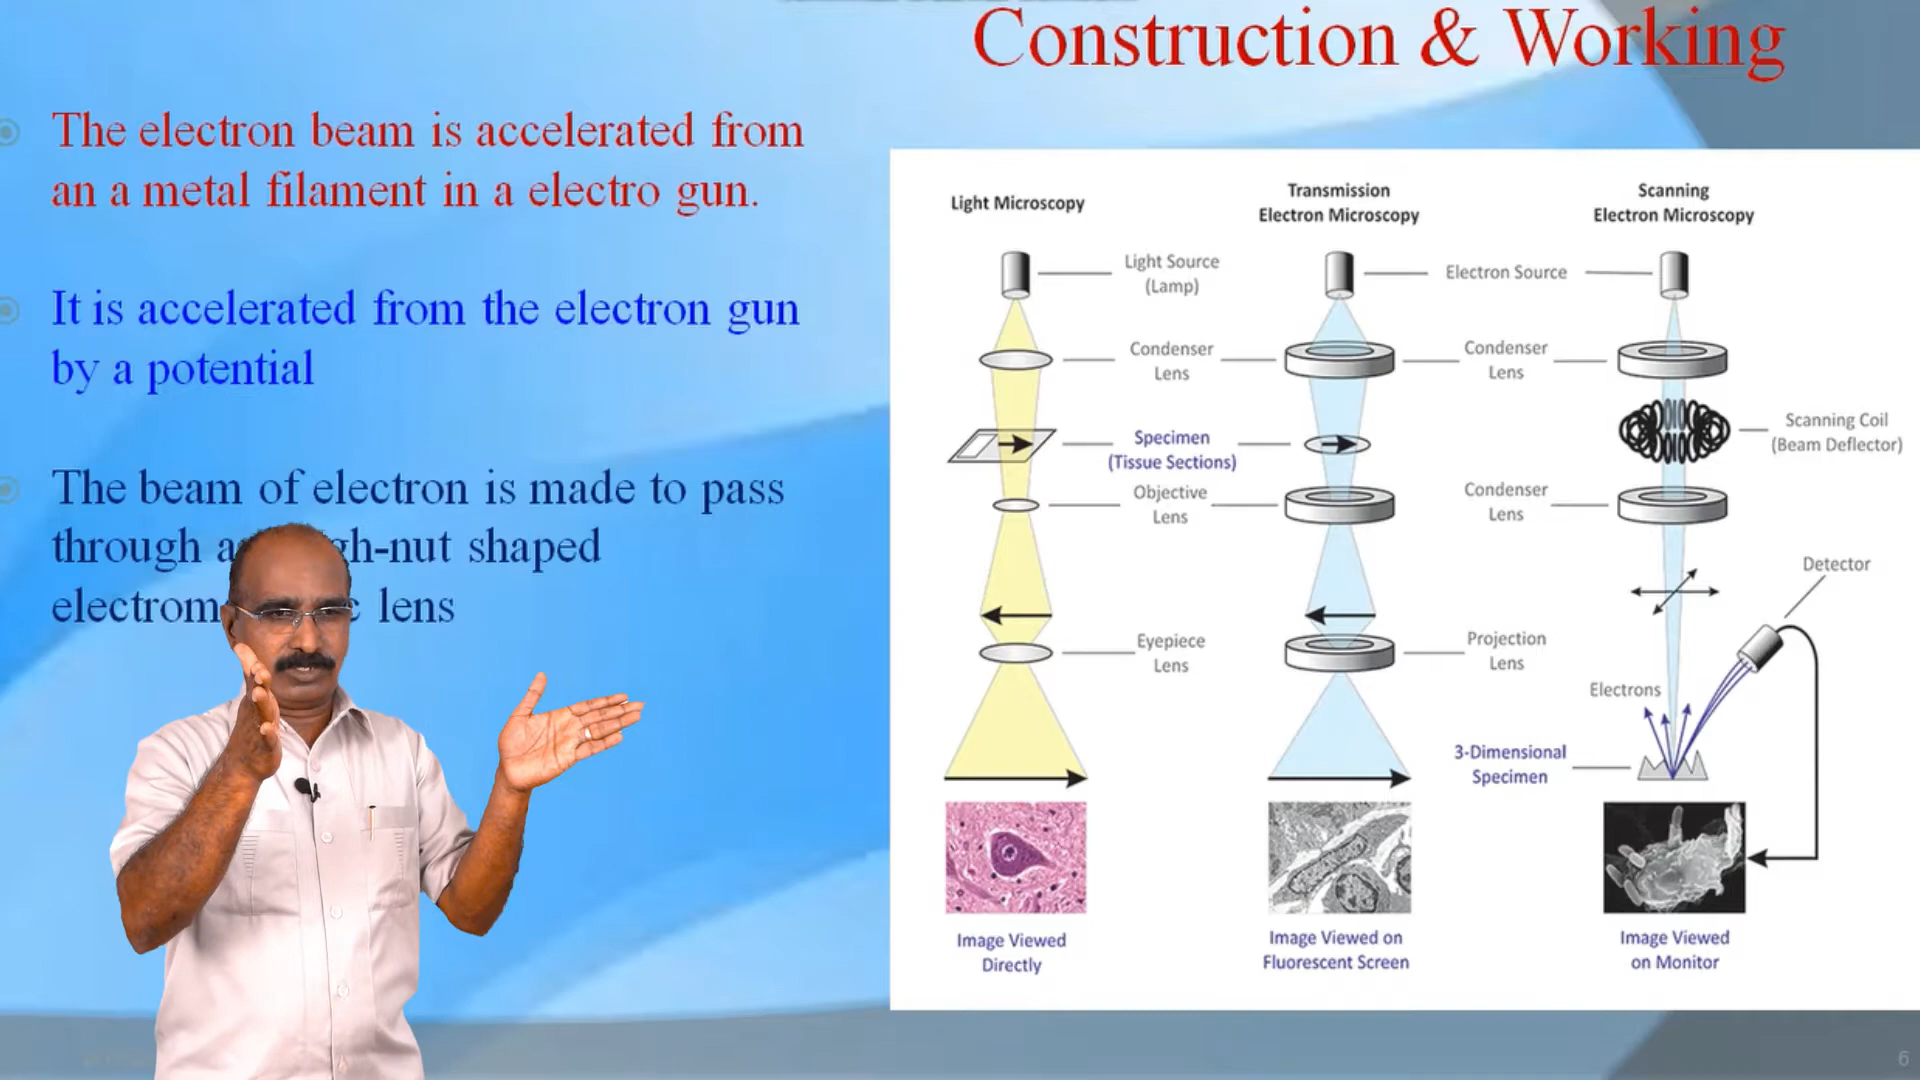 Construction & Working
The electron beam is accelerated from
an a metal filament in a electro gun.
It is accelerated from the electron gun
by a potential
The beam of electron is made to pass
through gh-nut shaped
electrom lens
Light Microscopy
Transmission
Electron Microscopy
Scanning
Electron Microscopy
Light Source
(Lamp)
Electron Source
Condenser
Lens
Condenser
Lens
Scanning Coil
(Beam Deflector)
Specimen
(Tissue Sections)
Objective
Lens
Condenser
Lens
Detector
Eyepiece
Lens
Projection
Lens
Electrons
3-Dimensional
Specimen
Image Viewed
Directly
Image Viewed on
Fluorescent Screen
Image Viewed
on Monitor
6